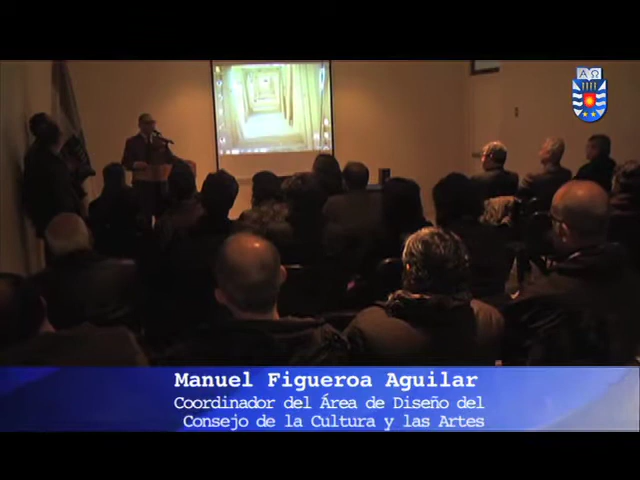 Α Ω
Manuel Figueroa Aguilar
Coordinador del Área de Diseño del
Consejo de la Cultura y las Artes